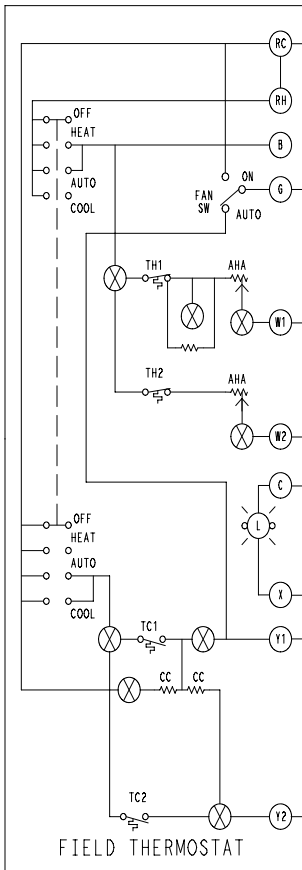 RC
RH
OFF
HEAT
B
AUTO
COOL
ON
FAN
SW
G
AUTO
TH1
AHA
W1
TH2
AHA
W2
C
OFF
L
HEAT
AUTO
X
COOL
TC1
Y1
CC CC
TC2
Y2
FIELD THERMOSTAT